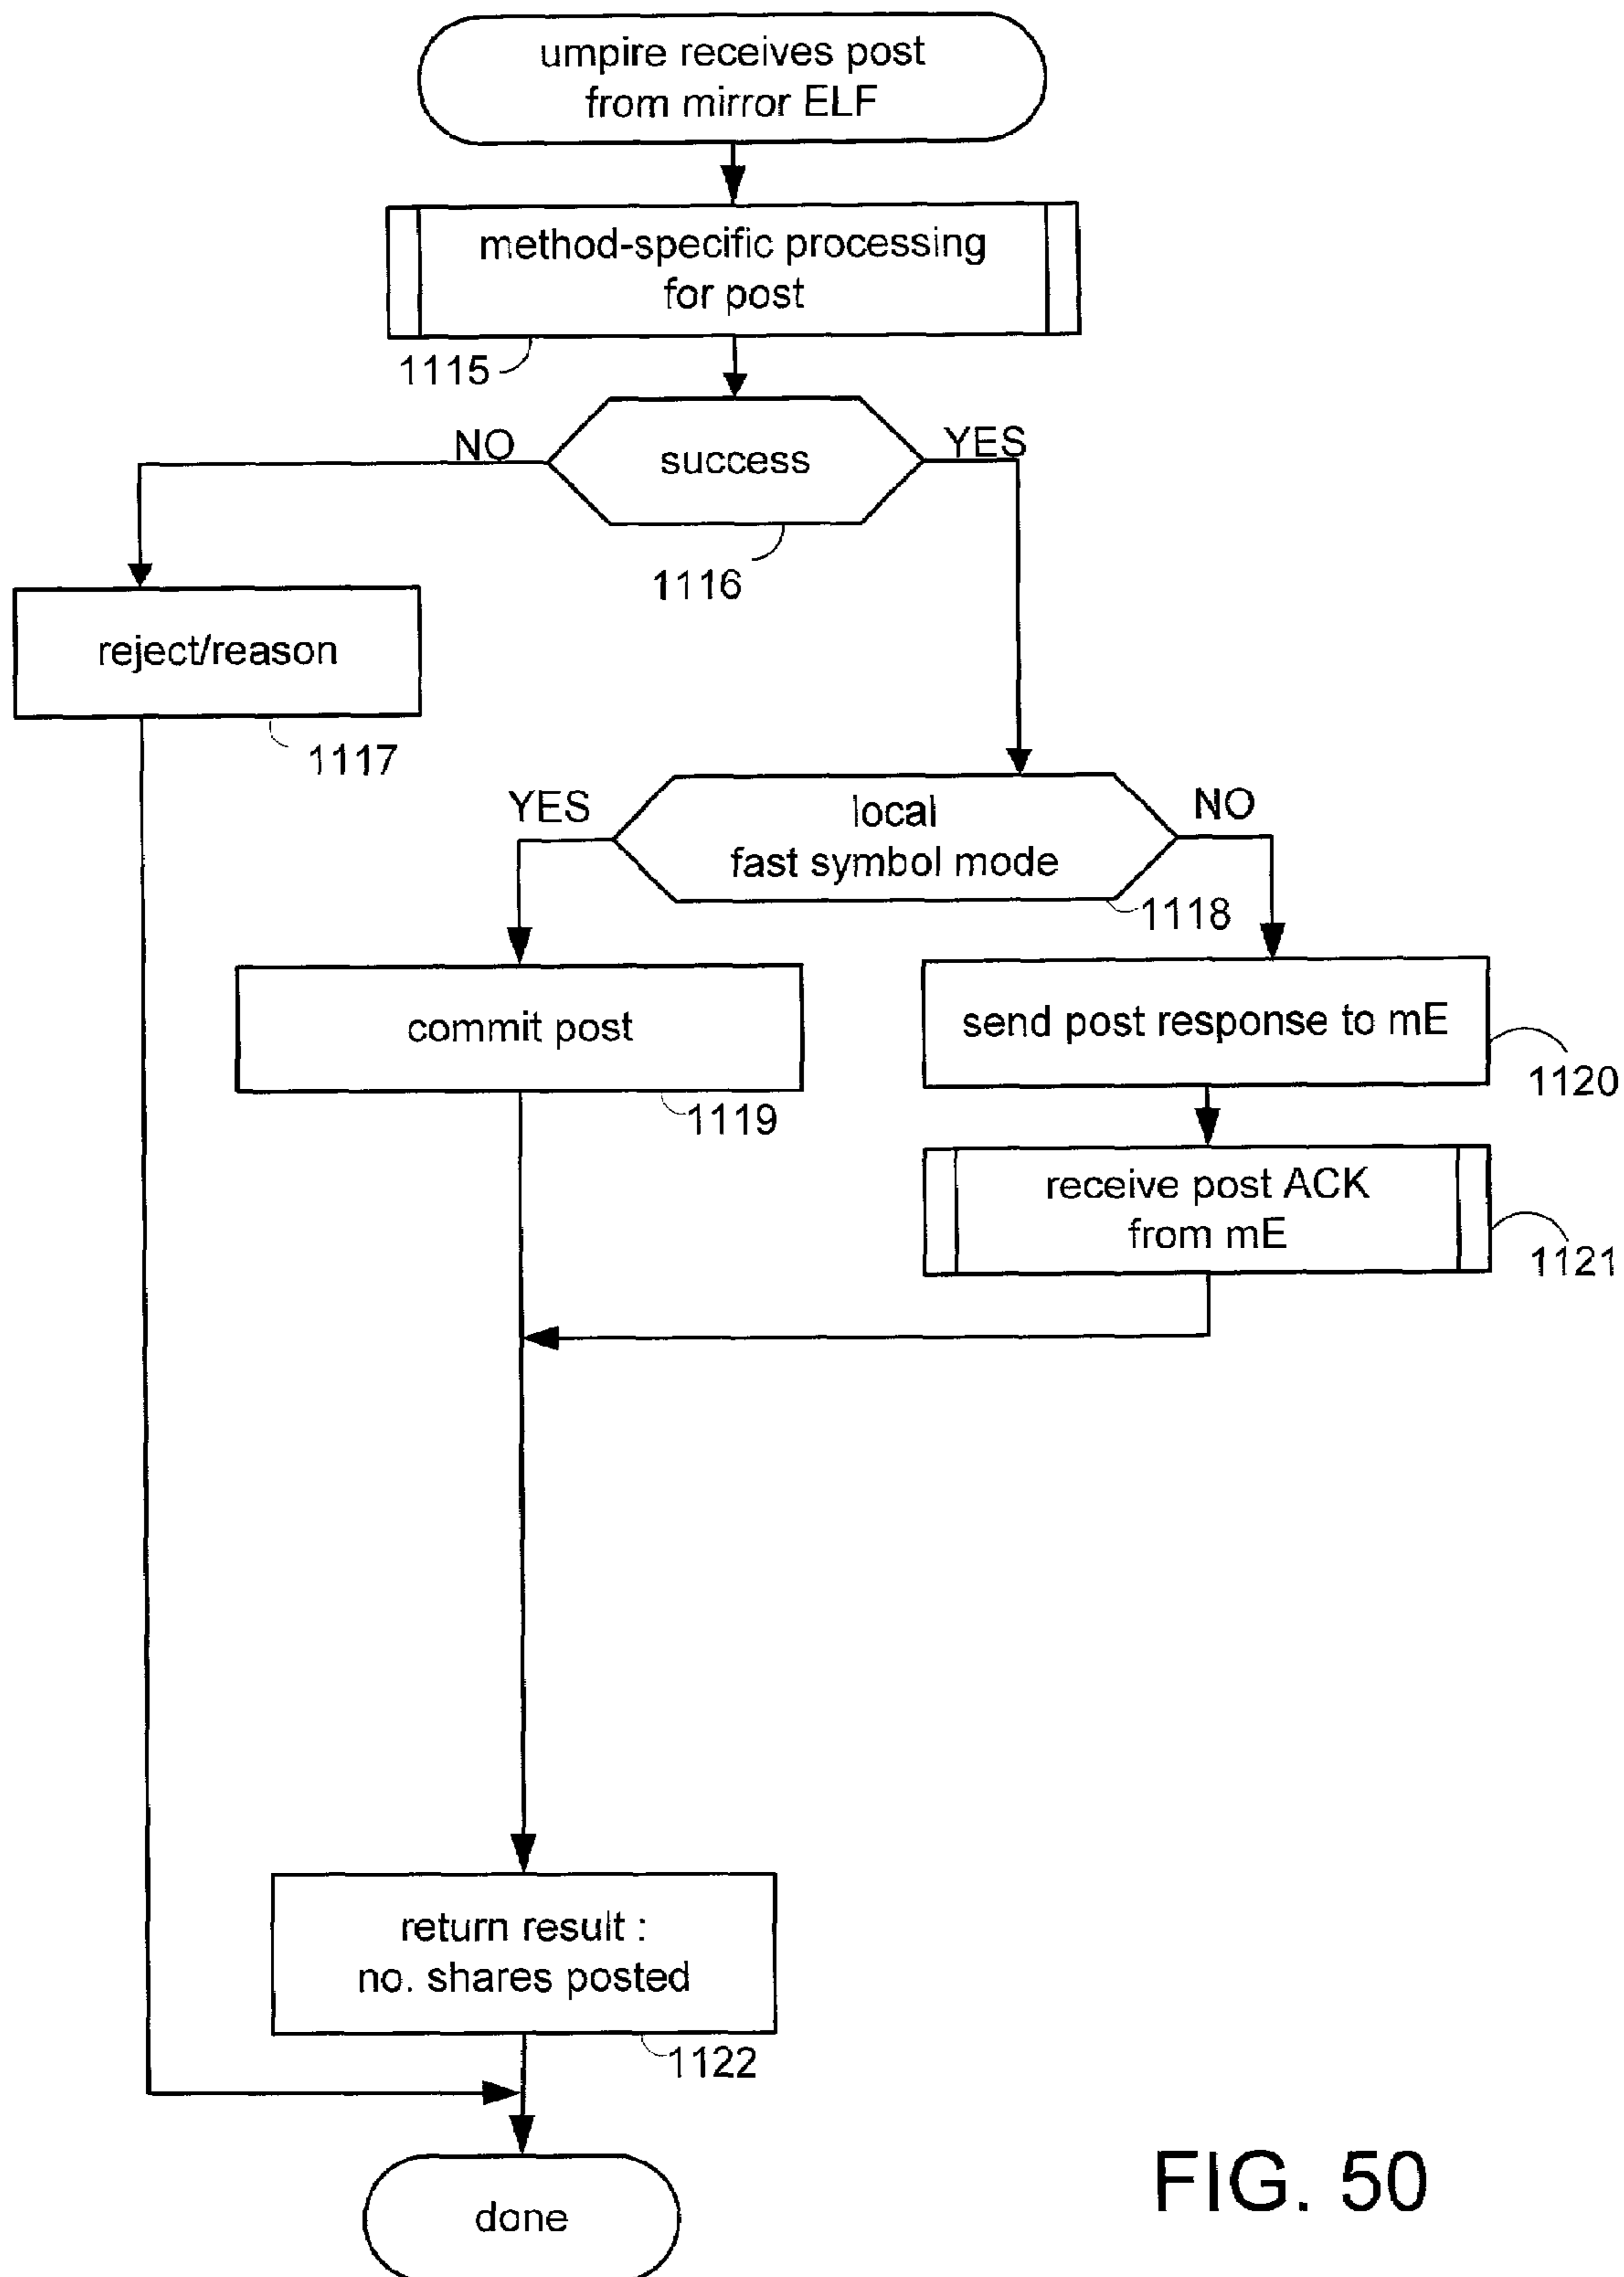 umpire receives post
from mirror ELF
method-specific processing
for post
1115
NO
YES
success
1116
reject/reason
1117
YES
NO
local
fast symbol mode
1118
commit post
send post response to mE
1120
1119
receive post ACK
from mE
1121
return result :
no. shares posted
1122
done
FIG. 50